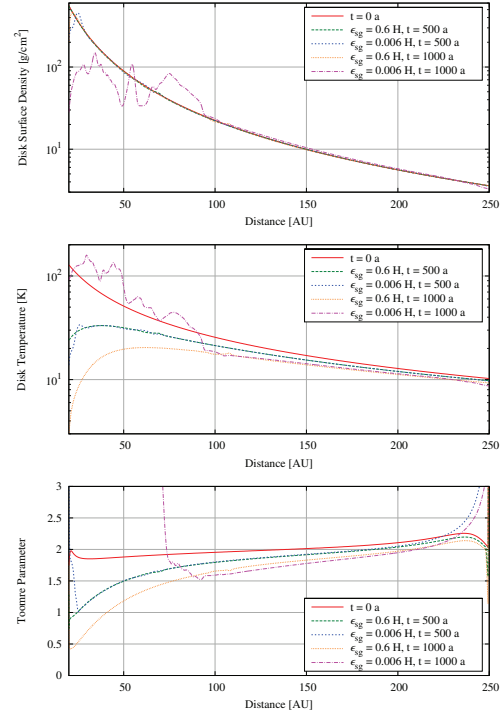 Disk Surface Density [g/cm²]
10²
10¹
t = 0 a
ϵsg = 0.6 H, t = 500 a
ϵsg = 0.006 H, t = 500 a
ϵsg = 0.6 H, t = 1000 a
ϵsg = 0.006 H, t = 1000 a
50 100 150 200 250
Distance [AU]
Disk Temperature [K]
10²
10¹
t = 0 a
ϵsg = 0.6 H, t = 500 a
ϵsg = 0.006 H, t = 500 a
ϵsg = 0.6 H, t = 1000 a
ϵsg = 0.006 H, t = 1000 a
50 100 150 200 250
Distance [AU]
Toomre Parameter
3
2.5
2
1.5
1
0.5
0
t = 0 a
ϵsg = 0.6 H, t = 500 a
ϵsg = 0.006 H, t = 500 a
ϵsg = 0.6 H, t = 1000 a
ϵsg = 0.006 H, t = 1000 a
50 100 150 200 250
Distance [AU]